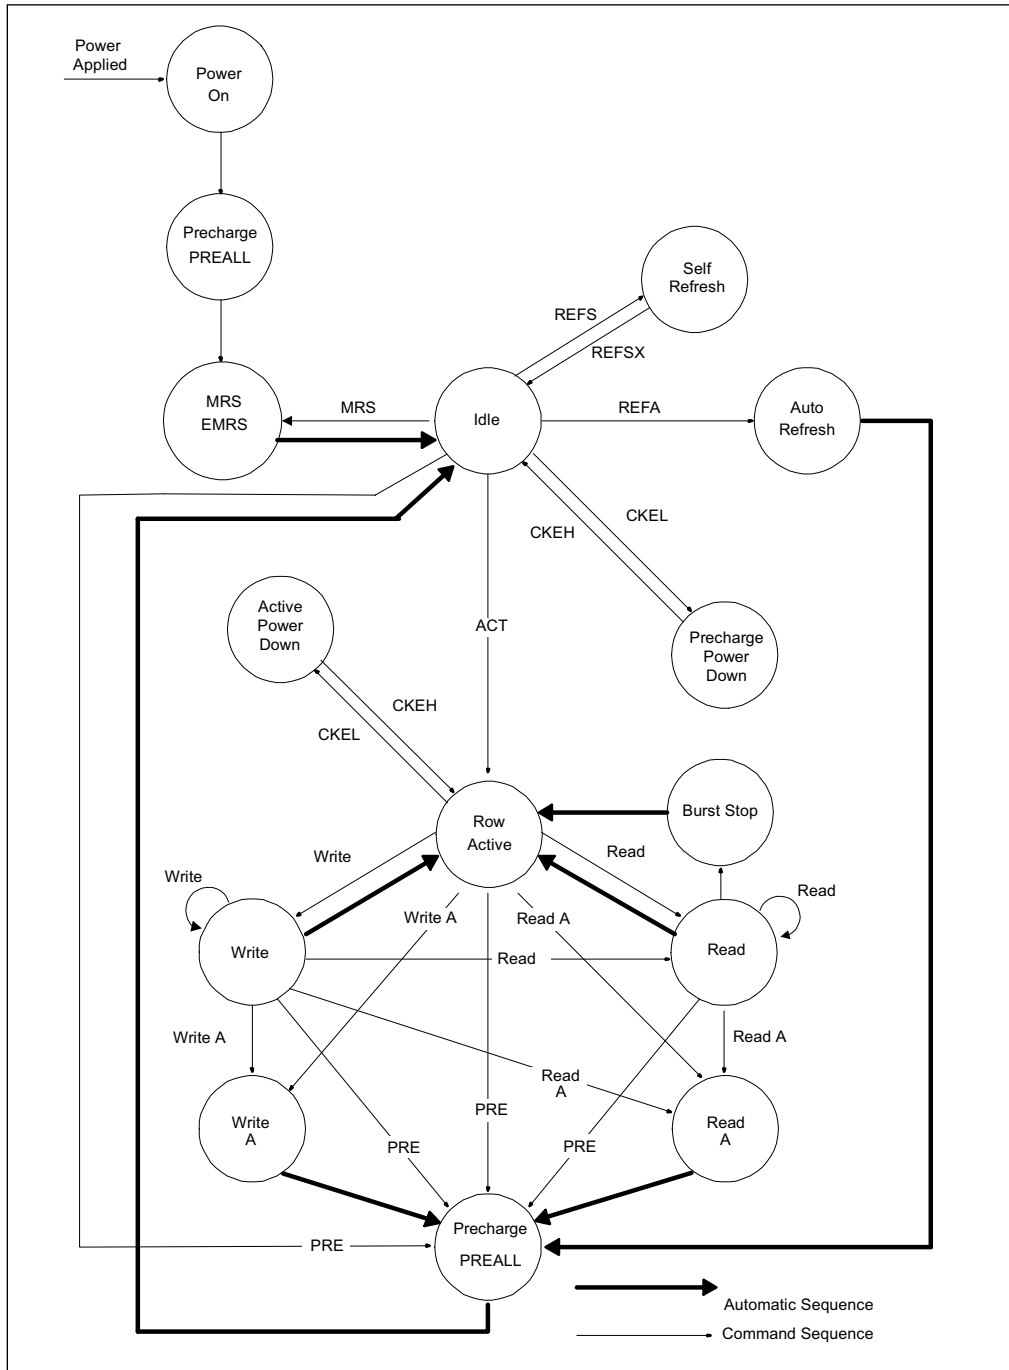 Power
Applied
Power
On
Precharge
PREALL
Self
Refresh
REFS
REFSX
MRS
EMRS
MRS
Idle
REFA
Auto
Refresh
CKEL
CKEH
Active
Power
Down
ACT
Precharge
Power
Down
CKEH
CKEL
Burst Stop
Row
Active
Write
Read
Write
Read
Write A
Read A
Write
Read
Read
Write A
Read A
Read
A
Write
A
PRE
Read
A
PRE
PRE
Precharge
PREALL
PRE
Automatic Sequence
Command Sequence